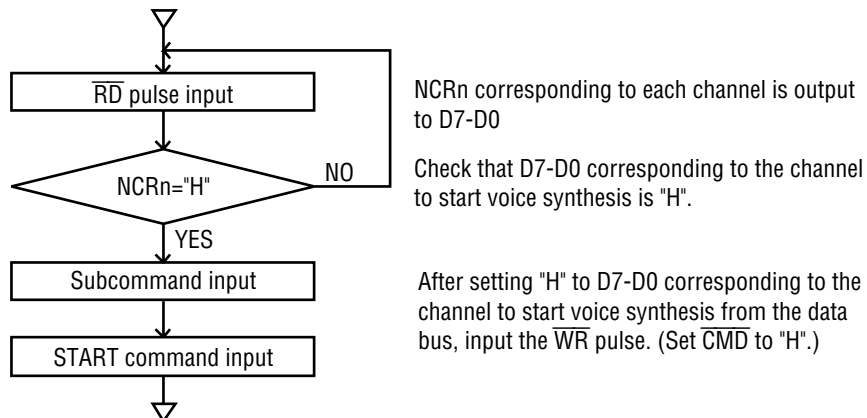 RD pulse input
NCRn corresponding to each channel is output
to D7-D0
NCRn="H"
NO
Check that D7-D0 corresponding to the channel
to start voice synthesis is "H".
YES
Subcommand input
After setting "H" to D7-D0 corresponding to the
channel to start voice synthesis from the data
bus, input the WR pulse. (Set CMD to "H".)
START command input